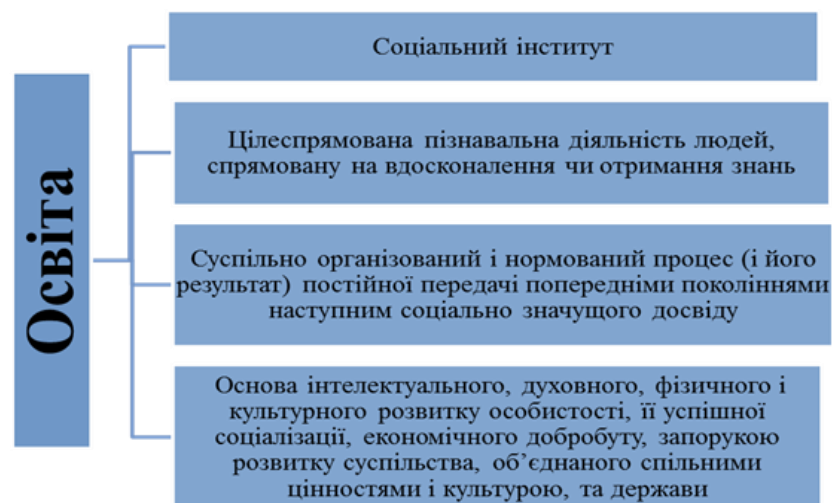 Освіта
Соціальний інститут
Цілеспрямована пізнавальна діяльність людей,
спрямовану на вдосконалення чи отримання знань
Суспільно організований і нормований процес (і його
результат) постійної передачі попередніми поколіннями
наступним соціально значущого досвіду
Основа інтелектуального, духовного, фізичного і
культурного розвитку особистості, її успішної
соціалізації, економічного добробуту, запорукою
розвитку суспільства, об’єднаного спільними
цінностями і культурою, та держави